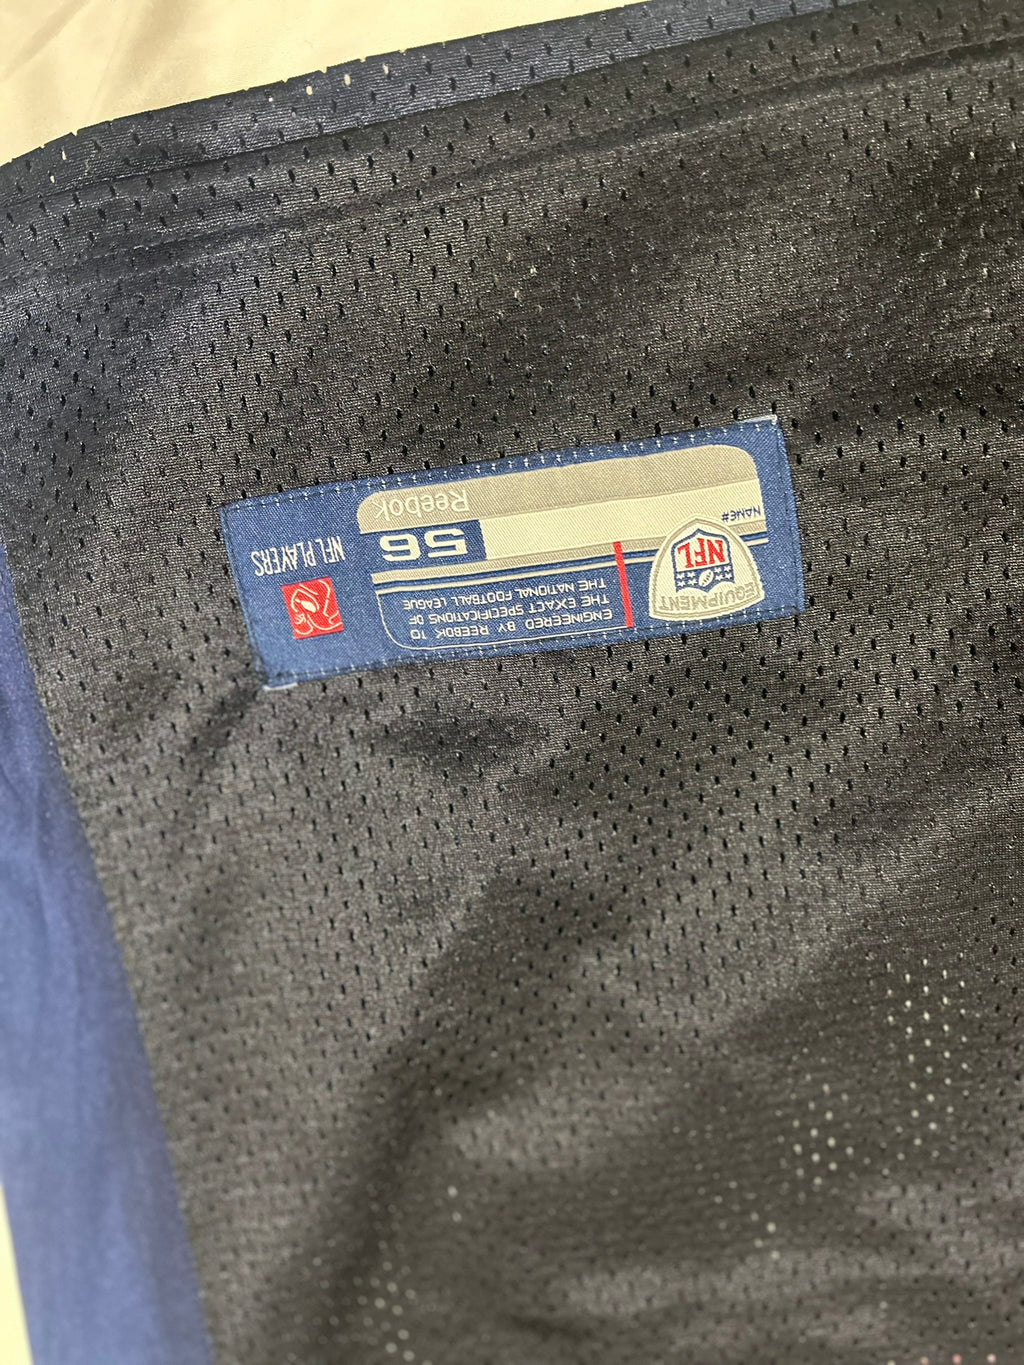 EQUIPMENT
NFL
ENGINEERED BY REEBOK TO
THE EXACT SPECIFICATIONS OF
THE NATIONAL FOOTBALL LEAGUE
56
NAME#
Reebok
NFL PLAYERS